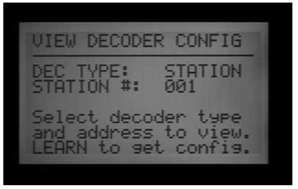 VIEW DECODER CONFIG
DEC TYPE: STATION
STATION #: 001
Select decoder type
and address to view.
LEARN to get config.